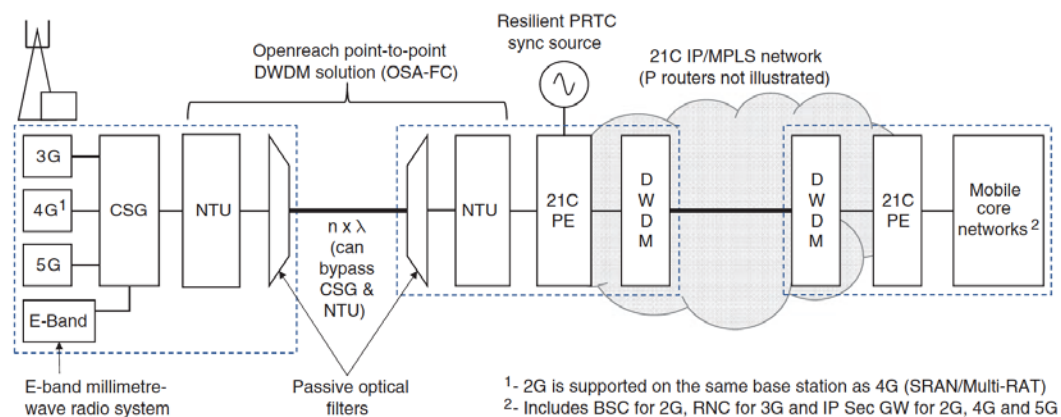 Resilient PRTC
sync source
Openreach point-to-point
DWDM solution (OSA-FC)
21C IP/MPLS network
(P routers not illustrated)
3G
4G¹
5G
E-Band
CSG
NTU
n x λ
(can
bypass
CSG &
NTU)
NTU
21C
PE
D
W
D
M
D
W
D
M
21C
PE
Mobile
core
networks²
E-band millimetre-
wave radio system
Passive optical
filters
¹- 2G is supported on the same base station as 4G (SRAN/Multi-RAT)
²- Includes BSC for 2G, RNC for 3G and IP Sec GW for 2G, 4G and 5G